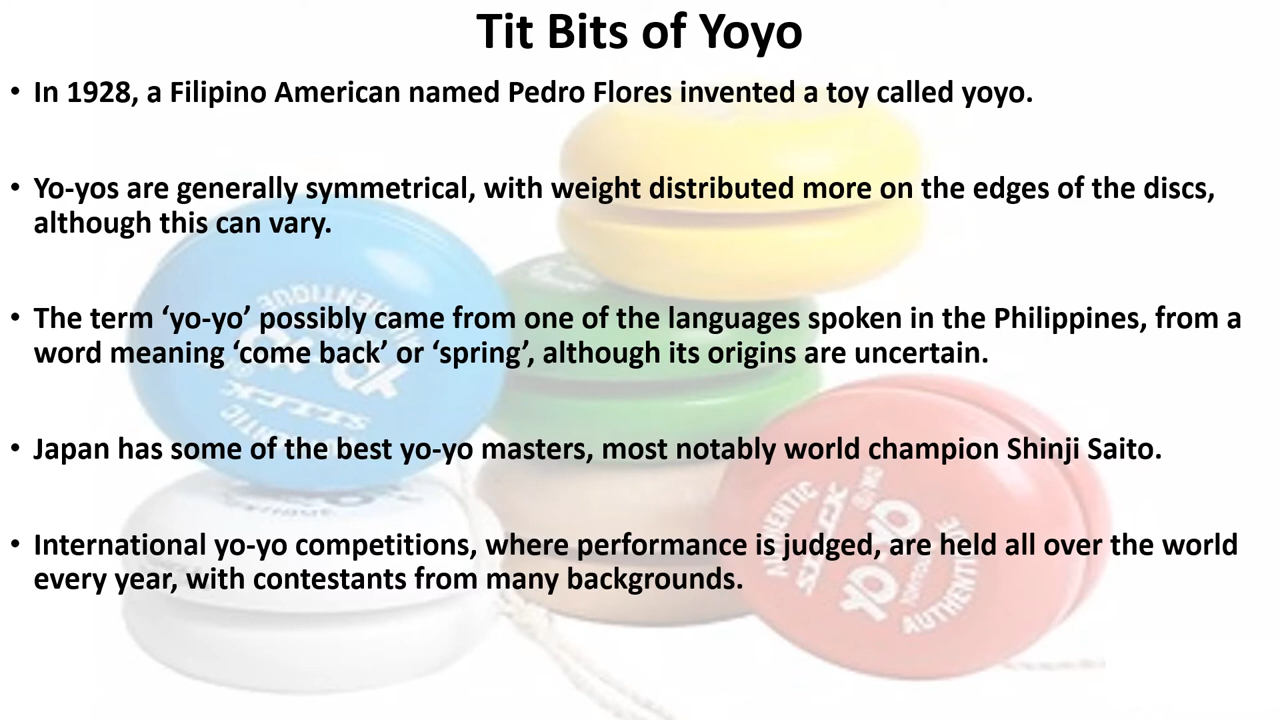 Tit Bits of Yoyo
• In 1928, a Filipino American named Pedro Flores invented a toy called yoyo.
• Yo-yos are generally symmetrical, with weight distributed more on the edges of the discs,
although this can vary.
• The term ‘yo-yo’ possibly came from one of the languages spoken in the Philippines, from a
word meaning ‘come back’ or ‘spring’, although its origins are uncertain.
• Japan has some of the best yo-yo masters, most notably world champion Shinji Saito.
• International yo-yo competitions, where performance is judged, are held all over the world
every year, with contestants from many backgrounds.
AUTHENTIC
YO-YO